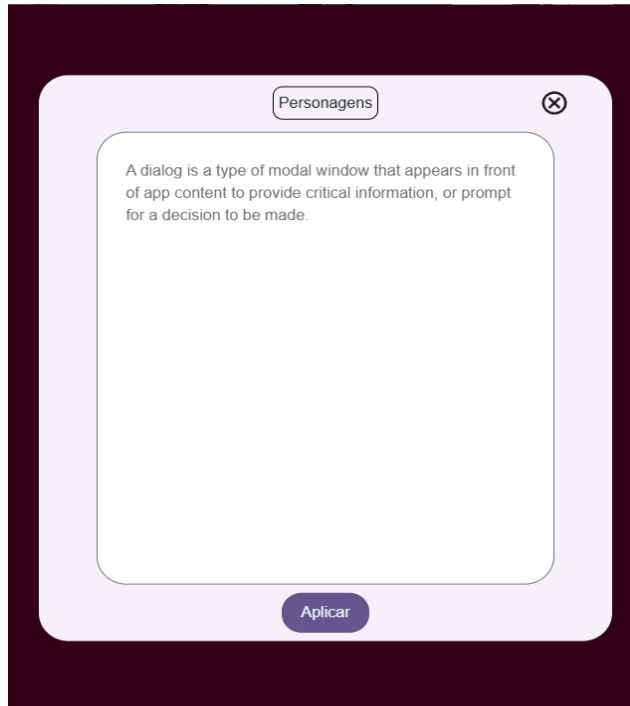 Personagens
A dialog is a type of modal window that appears in front
of app content to provide critical information, or prompt
for a decision to be made.
Aplicar